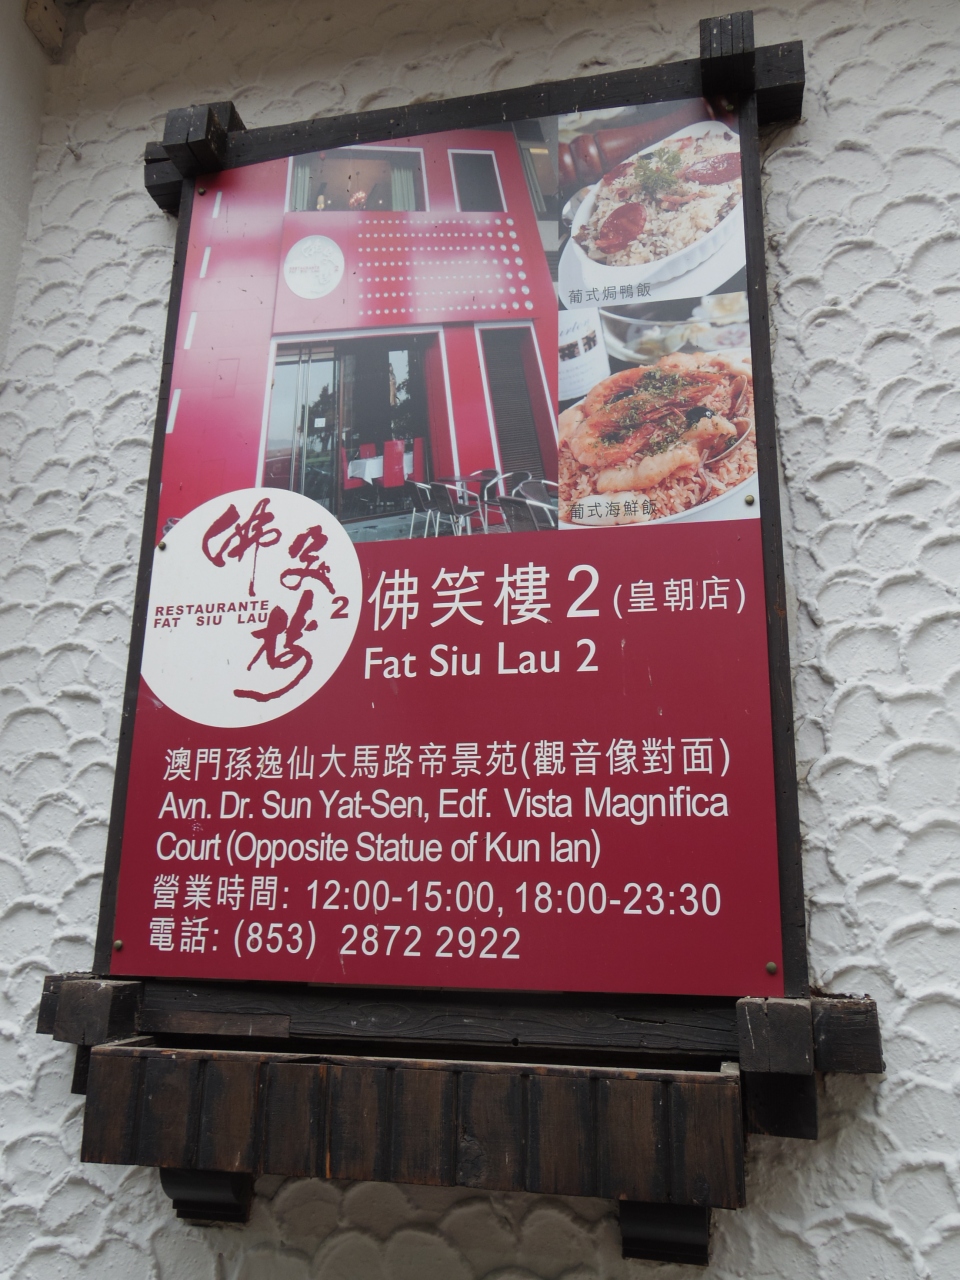 葡式焗鴨飯
葡式海鮮飯
佛笑樓2
RESTAURANTE
FAT SIU LAU
佛笑樓2(皇朝店)
Fat Siu Lau 2
澳門孫逸仙大馬路帝景苑(觀音像對面)
Avn. Dr. Sun Yat-Sen, Edf. Vista Magnifica
Court (Opposite Statue of Kun Iam)
營業時間: 12:00-15:00, 18:00-23:30
電話: (853) 2872 2922